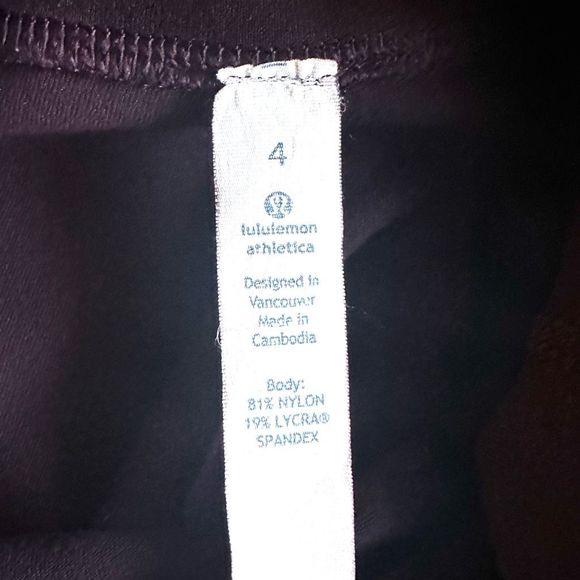 4
lululemon
athletica
Designed in
Vancouver
Made in
Cambodia
Body:
81% NYLON
19% LYCRA®
SPANDEX